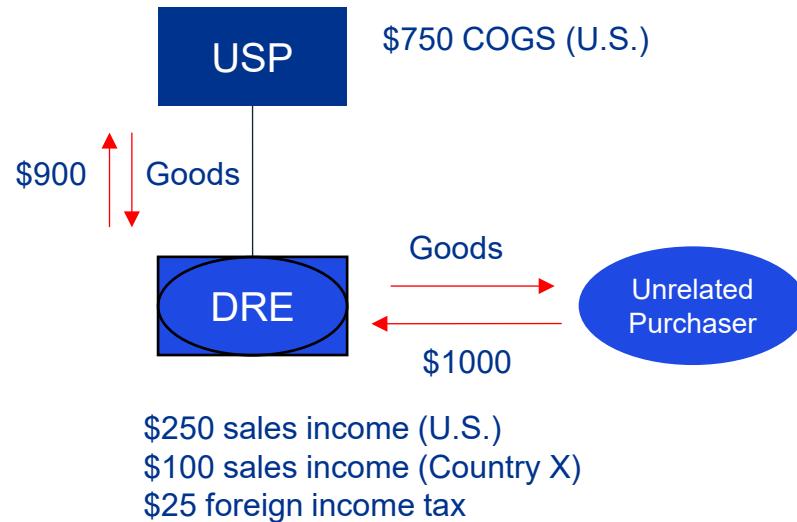 USP
$750 COGS (U.S.)
$900
Goods
DRE
Goods
$1000
Unrelated
Purchaser
$250 sales income (U.S.)
$100 sales income (Country X)
$25 foreign income tax